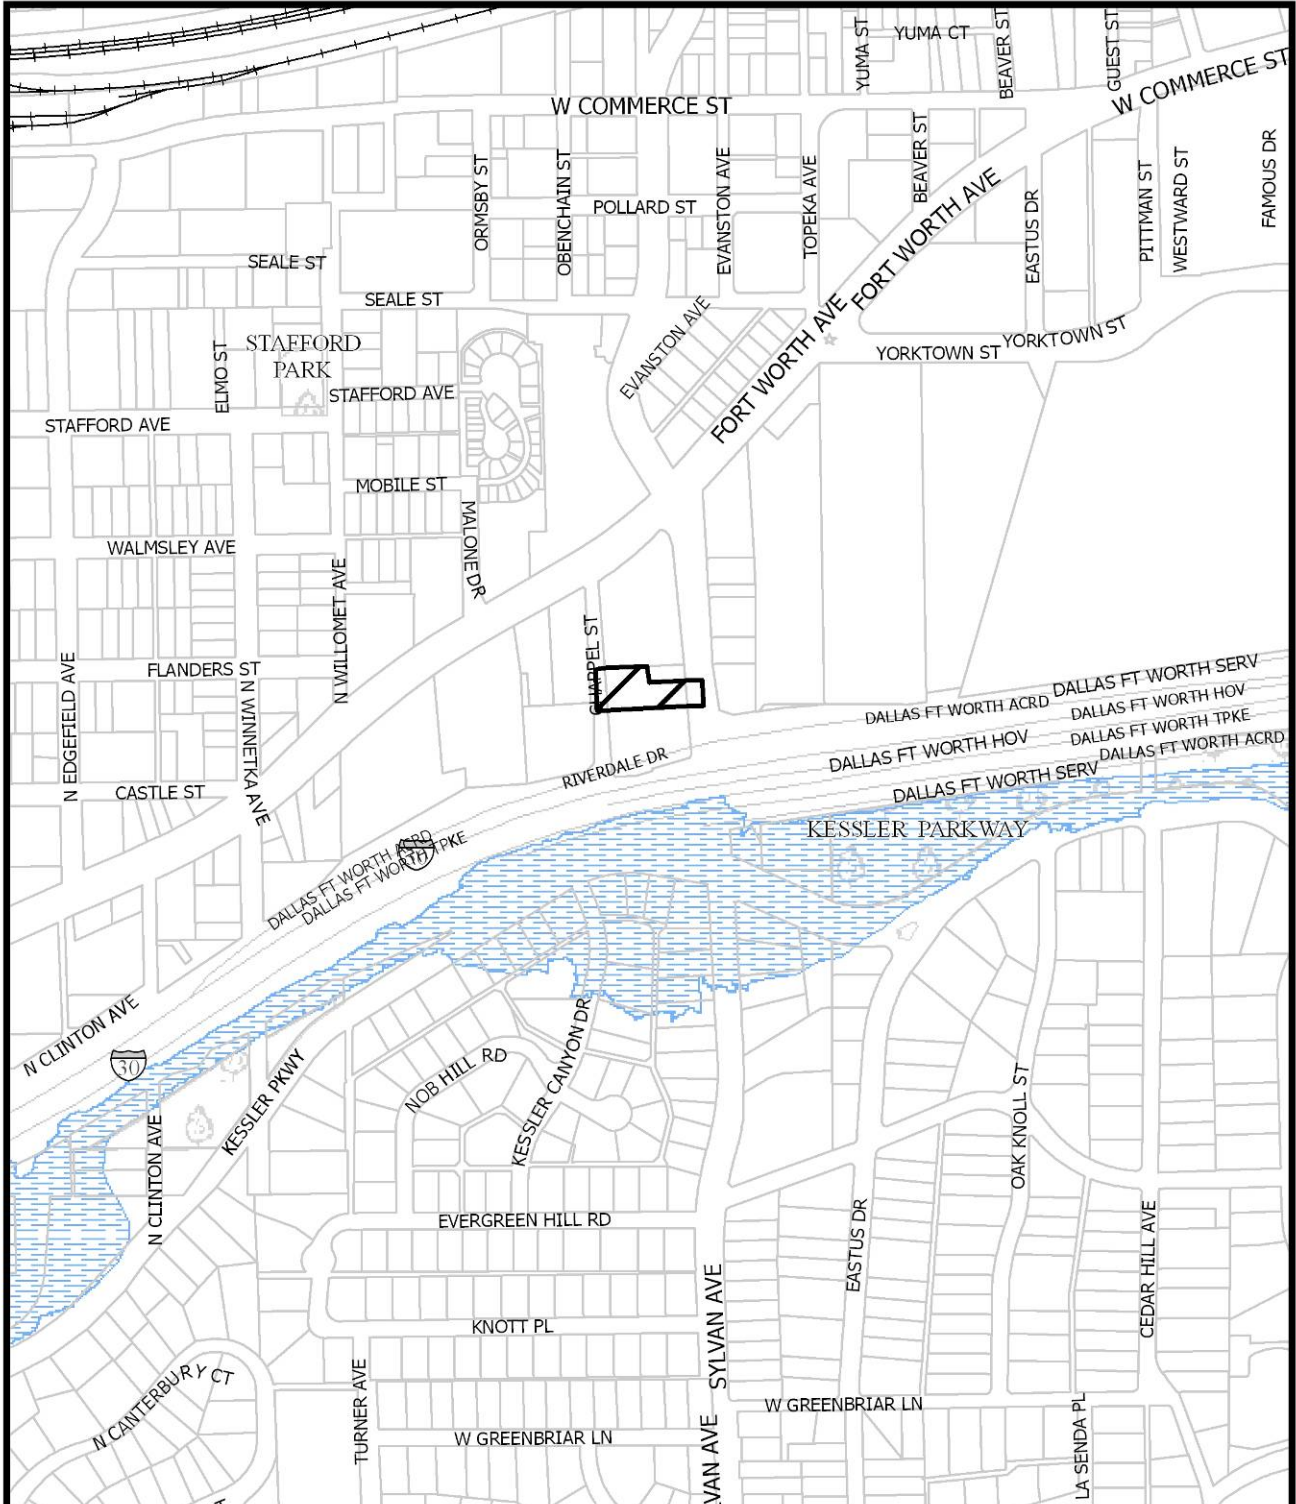 YUMA ST
YUMA CT
BEAVER ST
GUEST ST
W COMMERCE ST
W COMMERCE ST
ORMSBY ST
OBENCHAIN ST
POLLARD ST
EVANSTON AVE
TOPEKA AVE
BEAVER ST
FORT WORTH AVE
EASTUS DR
PITTMAN ST
WESTWARD ST
FAMOUS DR
SEALE ST
SEALE ST
ELMO ST
STAFFORD
PARK
STAFFORD AVE
STAFFORD AVE
EVANSTON AVE
FORT WORTH AVE
YORKTOWN ST
YORKTOWN ST
MOBILE ST
MALONE DR
WALMSLEY AVE
N WILLOMET AVE
CHAPPEL ST
FLANDERS ST
N EDGEFIELD AVE
N WINNETKA AVE
CASTLE ST
RIVERDALE DR
DALLAS FT WORTH SERV
DALLAS FT WORTH ACRD
DALLAS FT WORTH HOV
DALLAS FT WORTH HOV
DALLAS FT WORTH TPKE
DALLAS FT WORTH ACRD
DALLAS FT WORTH SERV
KESSLER PARKWAY
DALLAS FT WORTH ACRD
DALLAS FT WORTH TPKE
30
N CLINTON AVE
30
N CLINTON AVE
KESSLER PKWY
NOB HILL RD
KESSLER CANYON DR
OAK KNOLL ST
EVERGREEN HILL RD
EASTUS DR
CEDAR HILL AVE
SYLVAN AVE
KNOTT PL
N CANTERBURY CT
TURNER AVE
W GREENBRIAR LN
W GREENBRIAR LN
VAN AVE
LA SENDA PL